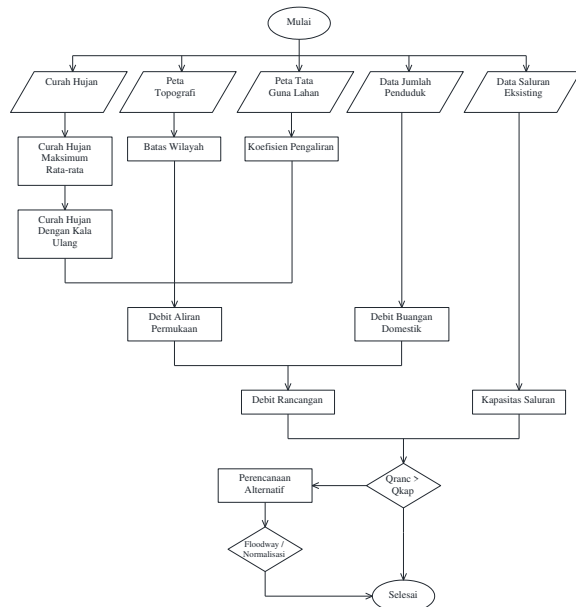 Mulai
Curah Hujan
Peta
Topografi
Peta Tata
Guna Lahan
Data Jumlah
Penduduk
Data Saluran
Eksisting
Curah Hujan
Maksimum
Rata-rata
Batas Wilayah
Koefisien Pengaliran
Curah Hujan
Dengan Kala
Ulang
Debit Aliran
Permukaan
Debit Buangan
Domestik
Debit Rancangan
Kapasitas Saluran
Perencanaan
Alternatif
Qranc >
Qkap
Floodway /
Normalisasi
Selesai